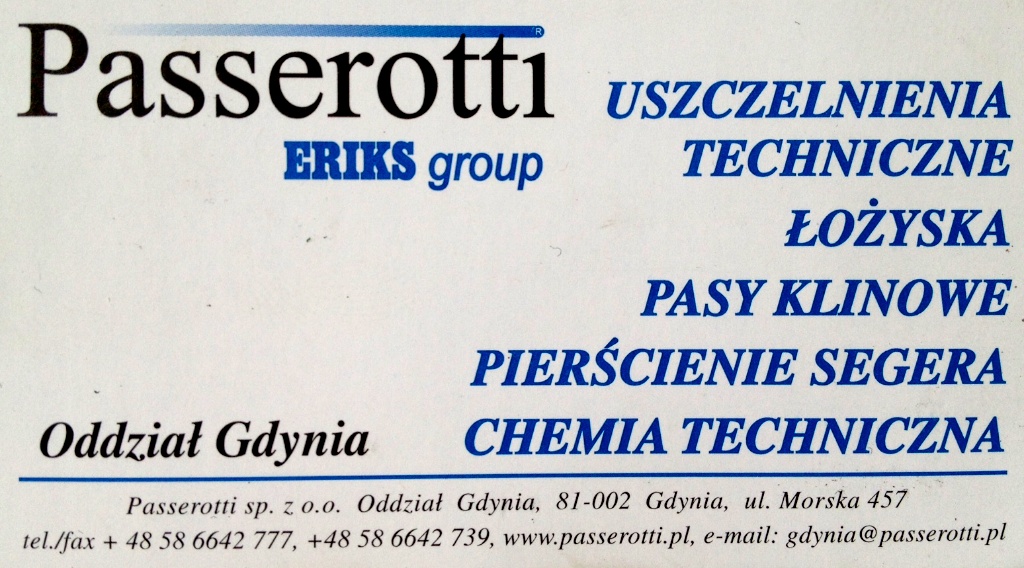 Passerotti®
ERIKS group
USZCZELNIENIA
TECHNICZNE
ŁOŻYSKA
PASY KLINOWE
PIERŚCIENIE SEGERA
CHEMIA TECHNICZNA
Oddział Gdynia
Passerotti sp. z o.o. Oddział Gdynia, 81-002 Gdynia, ul. Morska 457
tel./fax + 48 58 6642 777, +48 58 6642 739, www.passerotti.pl, e-mail: gdynia@passerotti.pl